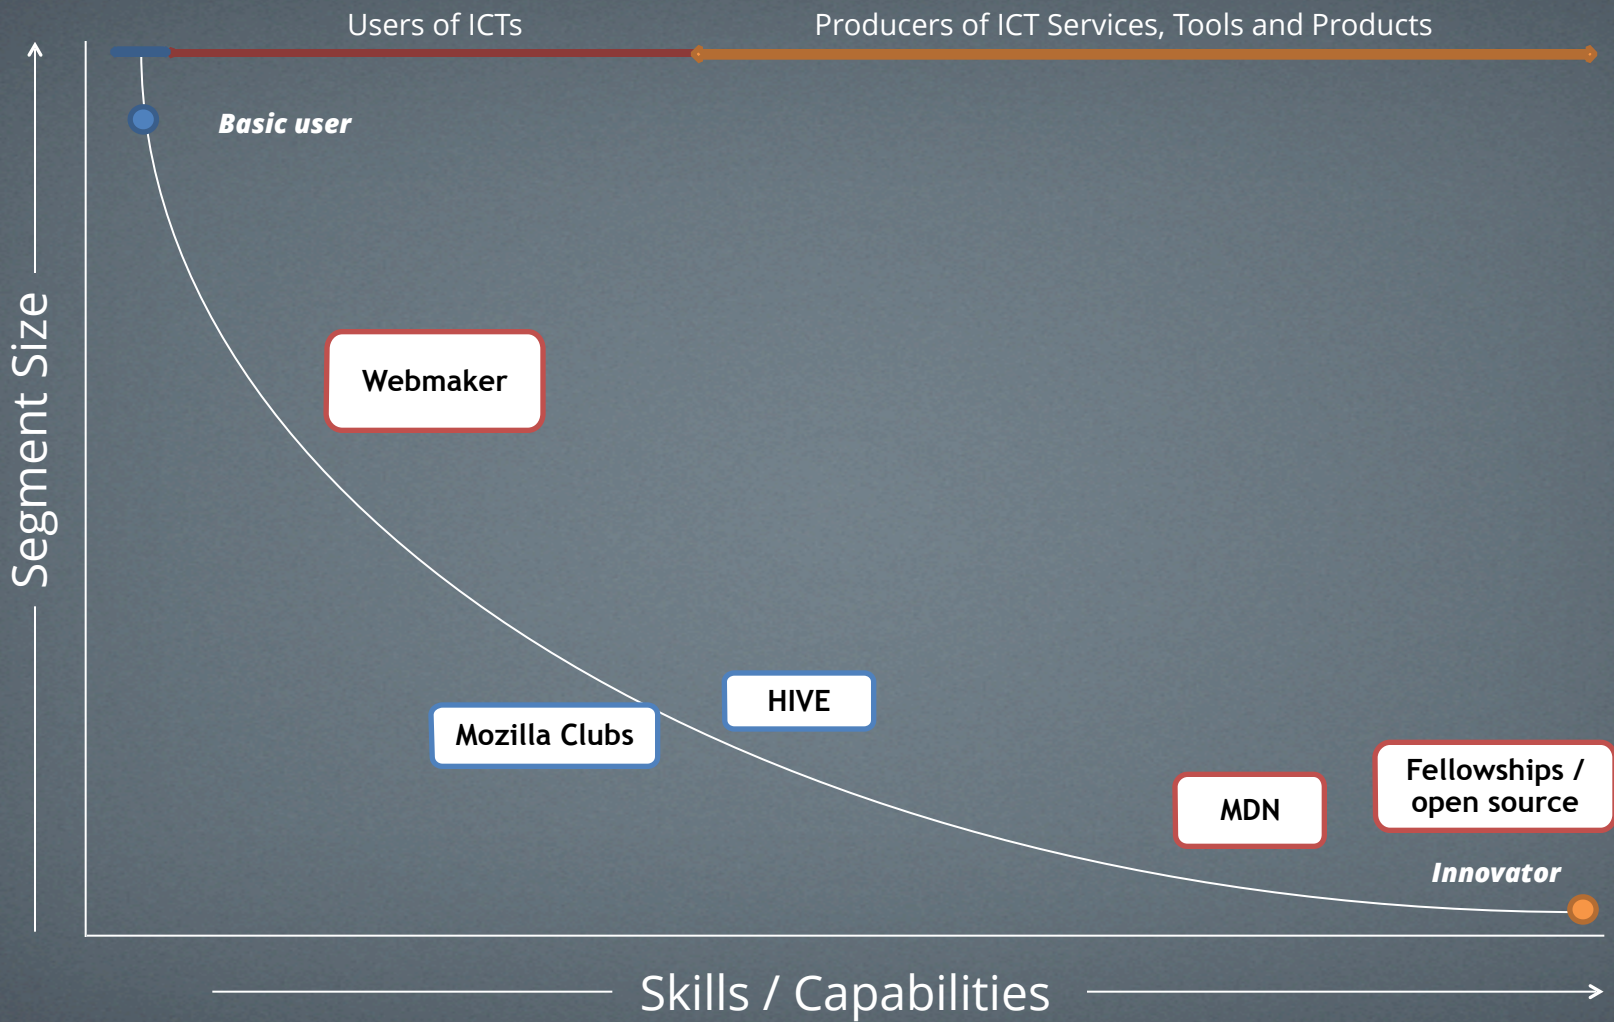 Users of ICTs
Producers of ICT Services, Tools and Products
Basic user
Segment Size
Webmaker
HIVE
Mozilla Clubs
Fellowships /
open source
MDN
Innovator
Skills / Capabilities